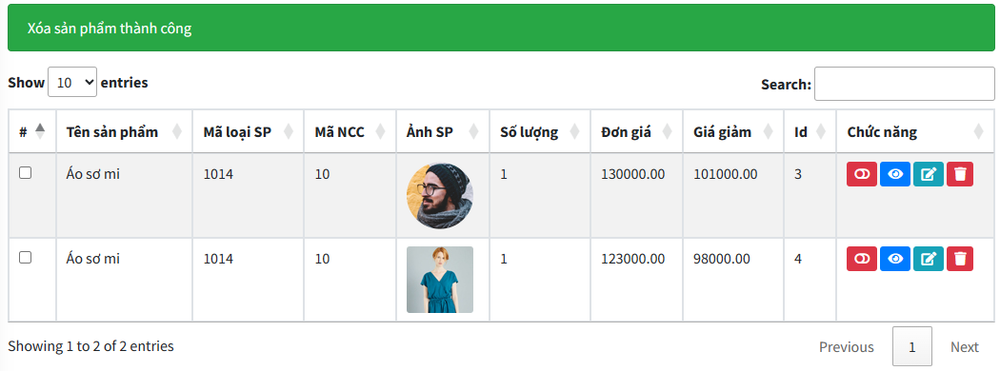 Xóa sản phẩm thành công
Show 10 entries Search:
# Tên sản phẩm Mã loại SP Mã NCC Ảnh SP Số lượng Đơn giá Giá giảm Id Chức năng
Áo sơ mi 1014 10 1 130000.00 101000.00 3
Áo sơ mi 1014 10 1 123000.00 98000.00 4
Showing 1 to 2 of 2 entries Previous 1 Next